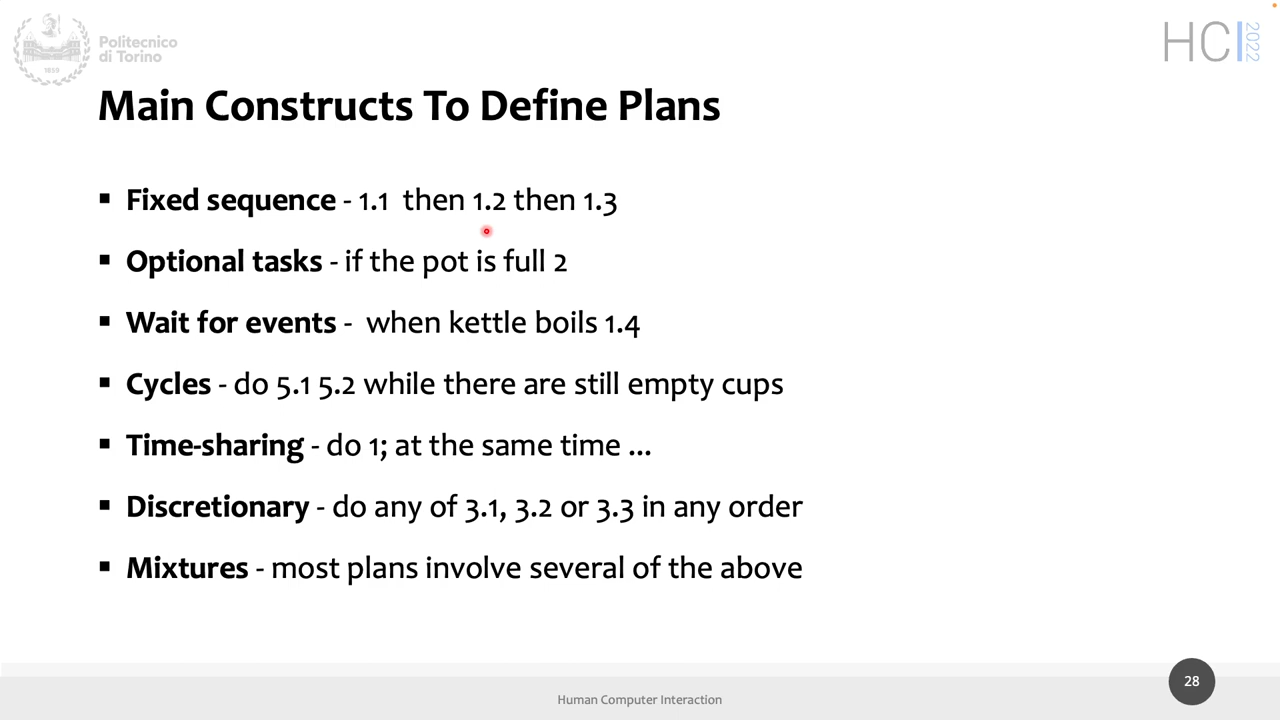 Politecnico
di Torino
1859
HCI 2022
Main Constructs To Define Plans
▪ Fixed sequence - 1.1 then 1.2 then 1.3
▪ Optional tasks - if the pot is full 2
▪ Wait for events - when kettle boils 1.4
▪ Cycles - do 5.1 5.2 while there are still empty cups
▪ Time-sharing - do 1; at the same time ...
▪ Discretionary - do any of 3.1, 3.2 or 3.3 in any order
▪ Mixtures - most plans involve several of the above
Human Computer Interaction
28